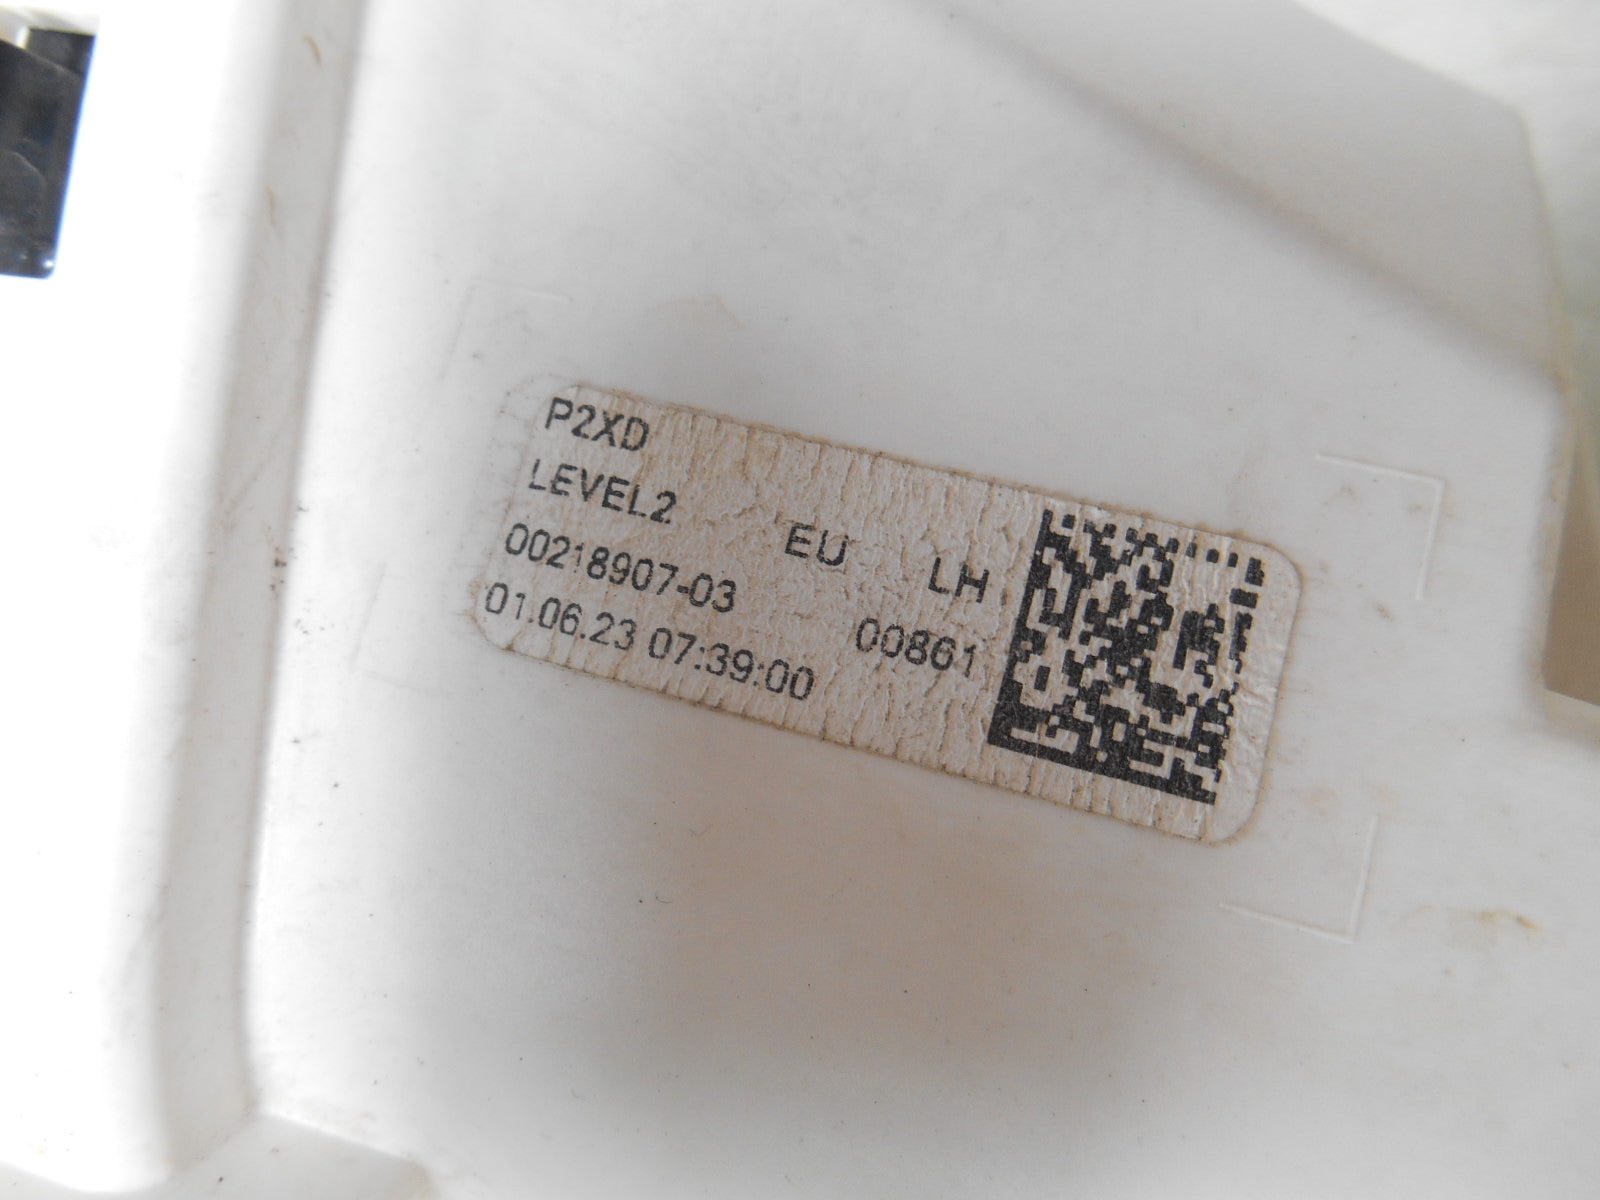 P2XD
LEVEL2 EU LH
00218907-03 00861
01.06.23 07:39:00